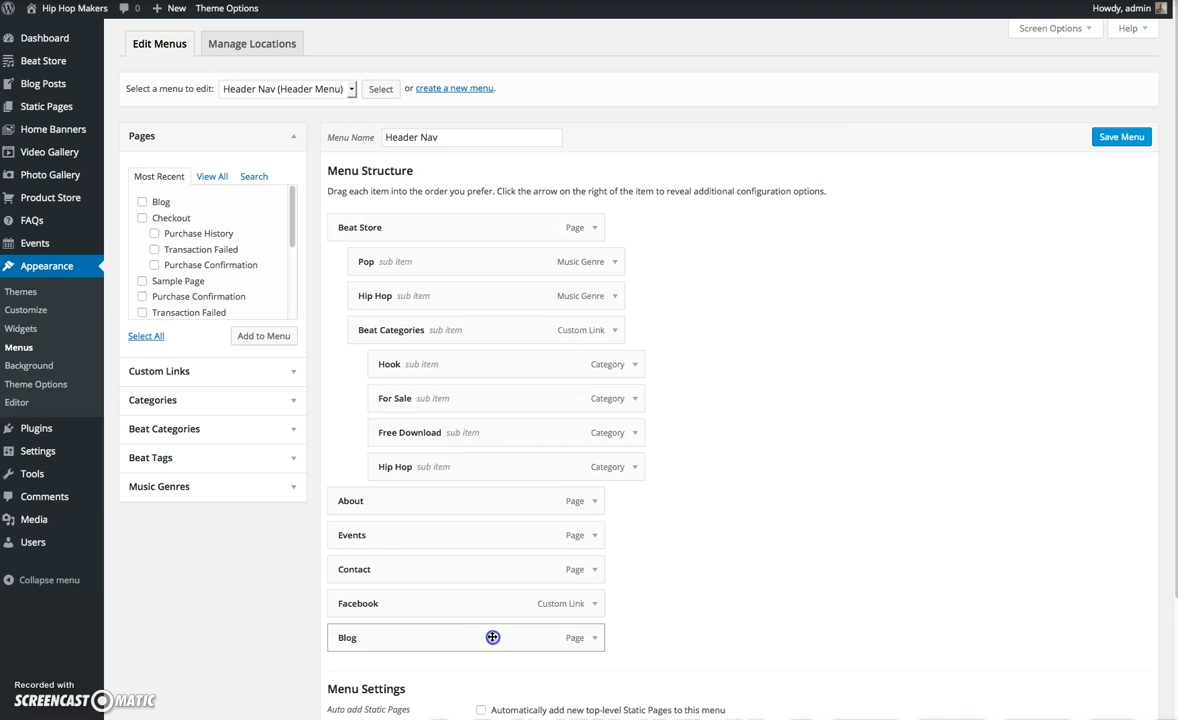 Hip Hop Makers 0 New Theme Options Howdy, admin
Dashboard
Beat Store
Blog Posts
Static Pages
Home Banners
Video Gallery
Photo Gallery
Product Store
FAQs
Events
Appearance
Themes
Customize
Widgets
Menus
Background
Theme Options
Editor
Plugins
Settings
Tools
Comments
Media
Users
Collapse menu
Recorded with
SCREENCAST MATIC
Screen Options Help
Edit Menus Manage Locations
Select a menu to edit: Header Nav (Header Menu) Select or create a new menu.
Pages
Most Recent View All Search
Blog
Checkout
Purchase History
Transaction Failed
Purchase Confirmation
Sample Page
Purchase Confirmation
Transaction Failed
Select All Add to Menu
Custom Links
Categories
Beat Categories
Beat Tags
Music Genres
Menu Name Header Nav Save Menu
Menu Structure
Drag each item into the order you prefer. Click the arrow on the right of the item to reveal additional configuration options.
Beat Store Page
Pop sub item Music Genre
Hip Hop sub item Music Genre
Beat Categories sub item Custom Link
Hook sub item Category
For Sale sub item Category
Free Download sub item Category
Hip Hop sub item Category
About Page
Events Page
Contact Page
Facebook Custom Link
Blog Page
Menu Settings
Auto add Static Pages Automatically add new top-level Static Pages to this menu